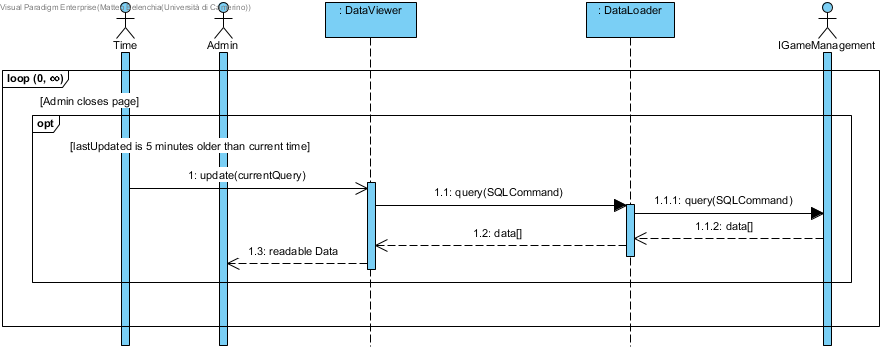 Visual Paradigm Enterprise(Matteo Belenchia(Università di Camerino))
: DataViewer
: DataLoader
Time
Admin
IGameManagement
loop (0, ∞)
[Admin closes page]
opt
[lastUpdated is 5 minutes older than current time]
1: update(currentQuery)
1.1: query(SQLCommand)
1.1.1: query(SQLCommand)
1.1.2: data[]
1.2: data[]
1.3: readable Data